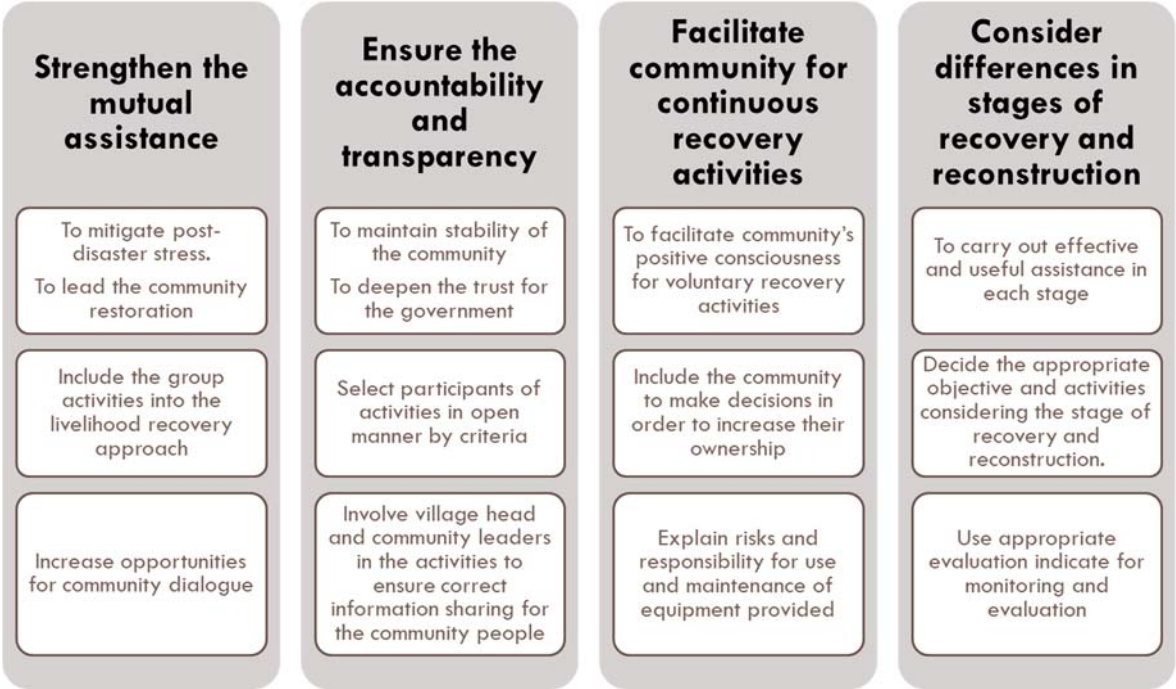 Strengthen the
mutual
assistance
To mitigate post-
disaster stress.
To lead the community
restoration
Include the group
activities into the
livelihood recovery
approach
Increase opportunities
for community dialogue
Ensure the
accountability
and
transparency
To maintain stability of
the community
To deepen the trust for
the government
Select participants of
activities in open
manner by criteria
Involve village head
and community leaders
in the activities to
ensure correct
information sharing for
the community people
Facilitate
community for
continuous
recovery
activities
To facilitate community's
positive consciousness
for voluntary recovery
activities
Include the community
to make decisions in
order to increase their
ownership
Explain risks and
responsibility for use
and maintenance of
equipment provided
Consider
differences in
stages of
recovery and
reconstruction
To carry out effective
and useful assistance in
each stage
Decide the appropriate
objective and activities
considering the stage of
recovery and
reconstruction.
Use appropriate
evaluation indicate for
monitoring and
evaluation